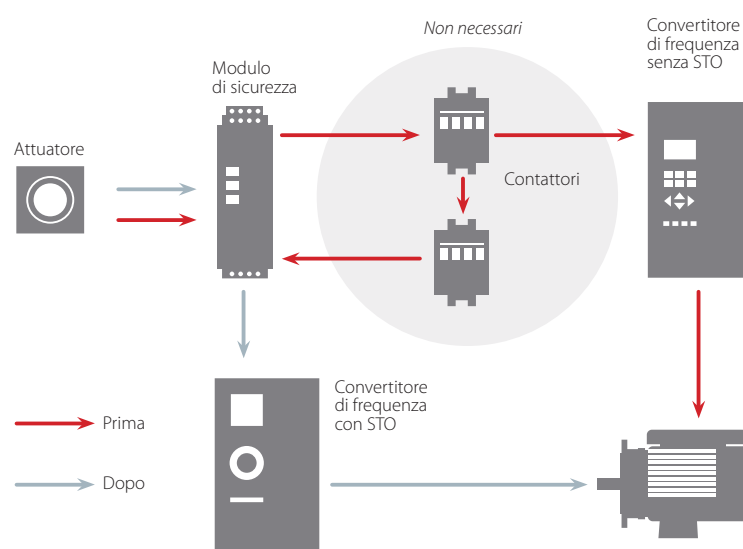 Non necessari
Convertitore
di frequenza
senza STO
Modulo
di sicurezza
Attuatore
Contattori
Convertitore
di frequenza
con STO
Prima
Dopo